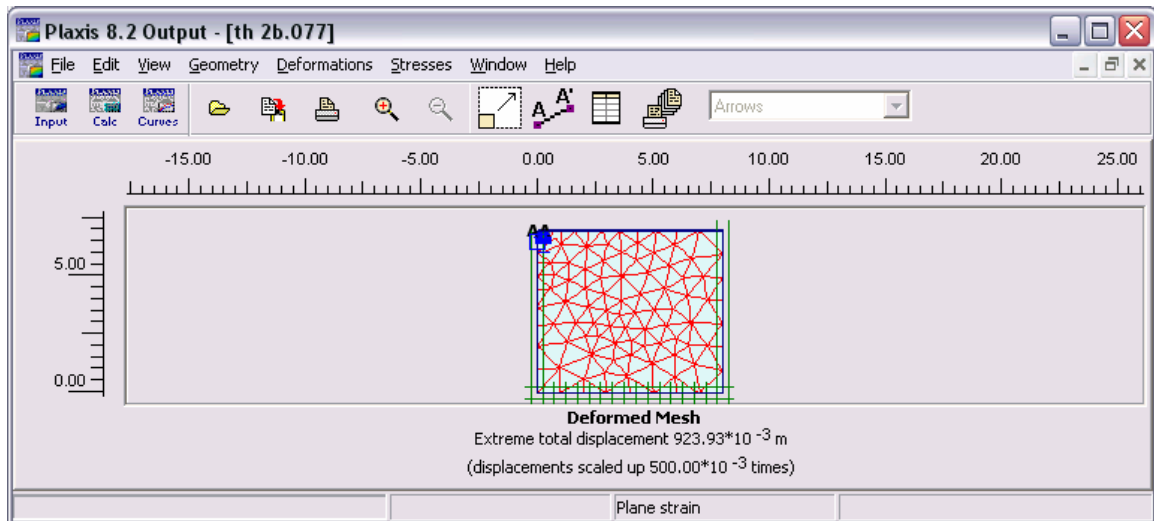 Plaxis 8.2 Output - [th 2b.077]
File Edit View Geometry Deformations Stresses Window Help
Input Calc Curves A A' Arrows
-15.00 -10.00 -5.00 0.00 5.00 10.00 15.00 20.00 25.00
A A
5.00
0.00
Deformed Mesh
Extreme total displacement 923.93*10 -3 m
(displacements scaled up 500.00*10 -3 times)
Plane strain